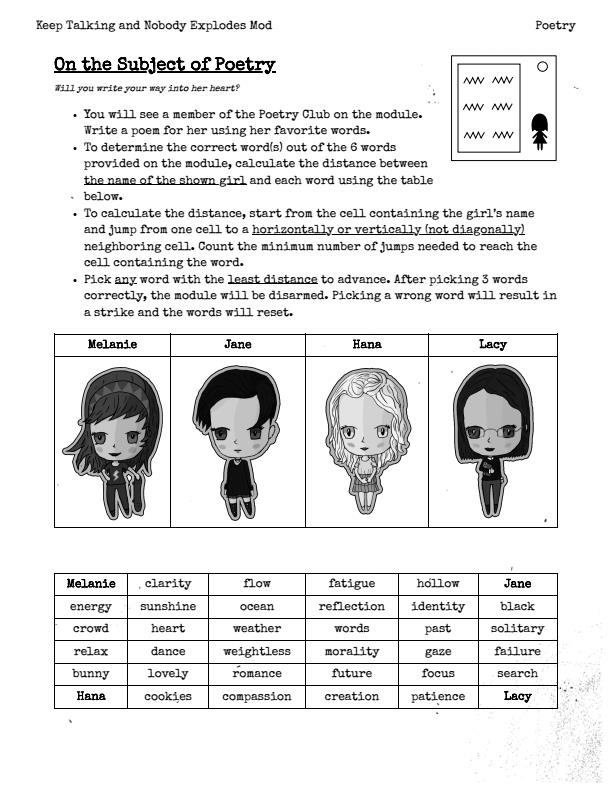 Keep Talking and Nobody Explodes Mod Poetry
On the Subject of Poetry
Will you write your way into her heart?
• You will see a member of the Poetry Club on the module.
Write a poem for her using her favorite words.
• To determine the correct word(s) out of the 6 words
provided on the module, calculate the distance between
the name of the shown girl and each word using the table
below.
• To calculate the distance, start from the cell containing the girl's name
and jump from one cell to a horizontally or vertically (not diagonally)
neighboring cell. Count the minimum number of jumps needed to reach the
cell containing the word.
• Pick any word with the least distance to advance. After picking 3 words
correctly, the module will be disarmed. Picking a wrong word will result in
a strike and the words will reset.
Melanie Jane Hana Lacy
Melanie clarity flow fatigue hollow Jane
energy sunshine ocean reflection identity black
crowd heart weather words past solitary
relax dance weightless morality gaze failure
bunny lovely romance future focus search
Hana cookies compassion creation patience Lacy